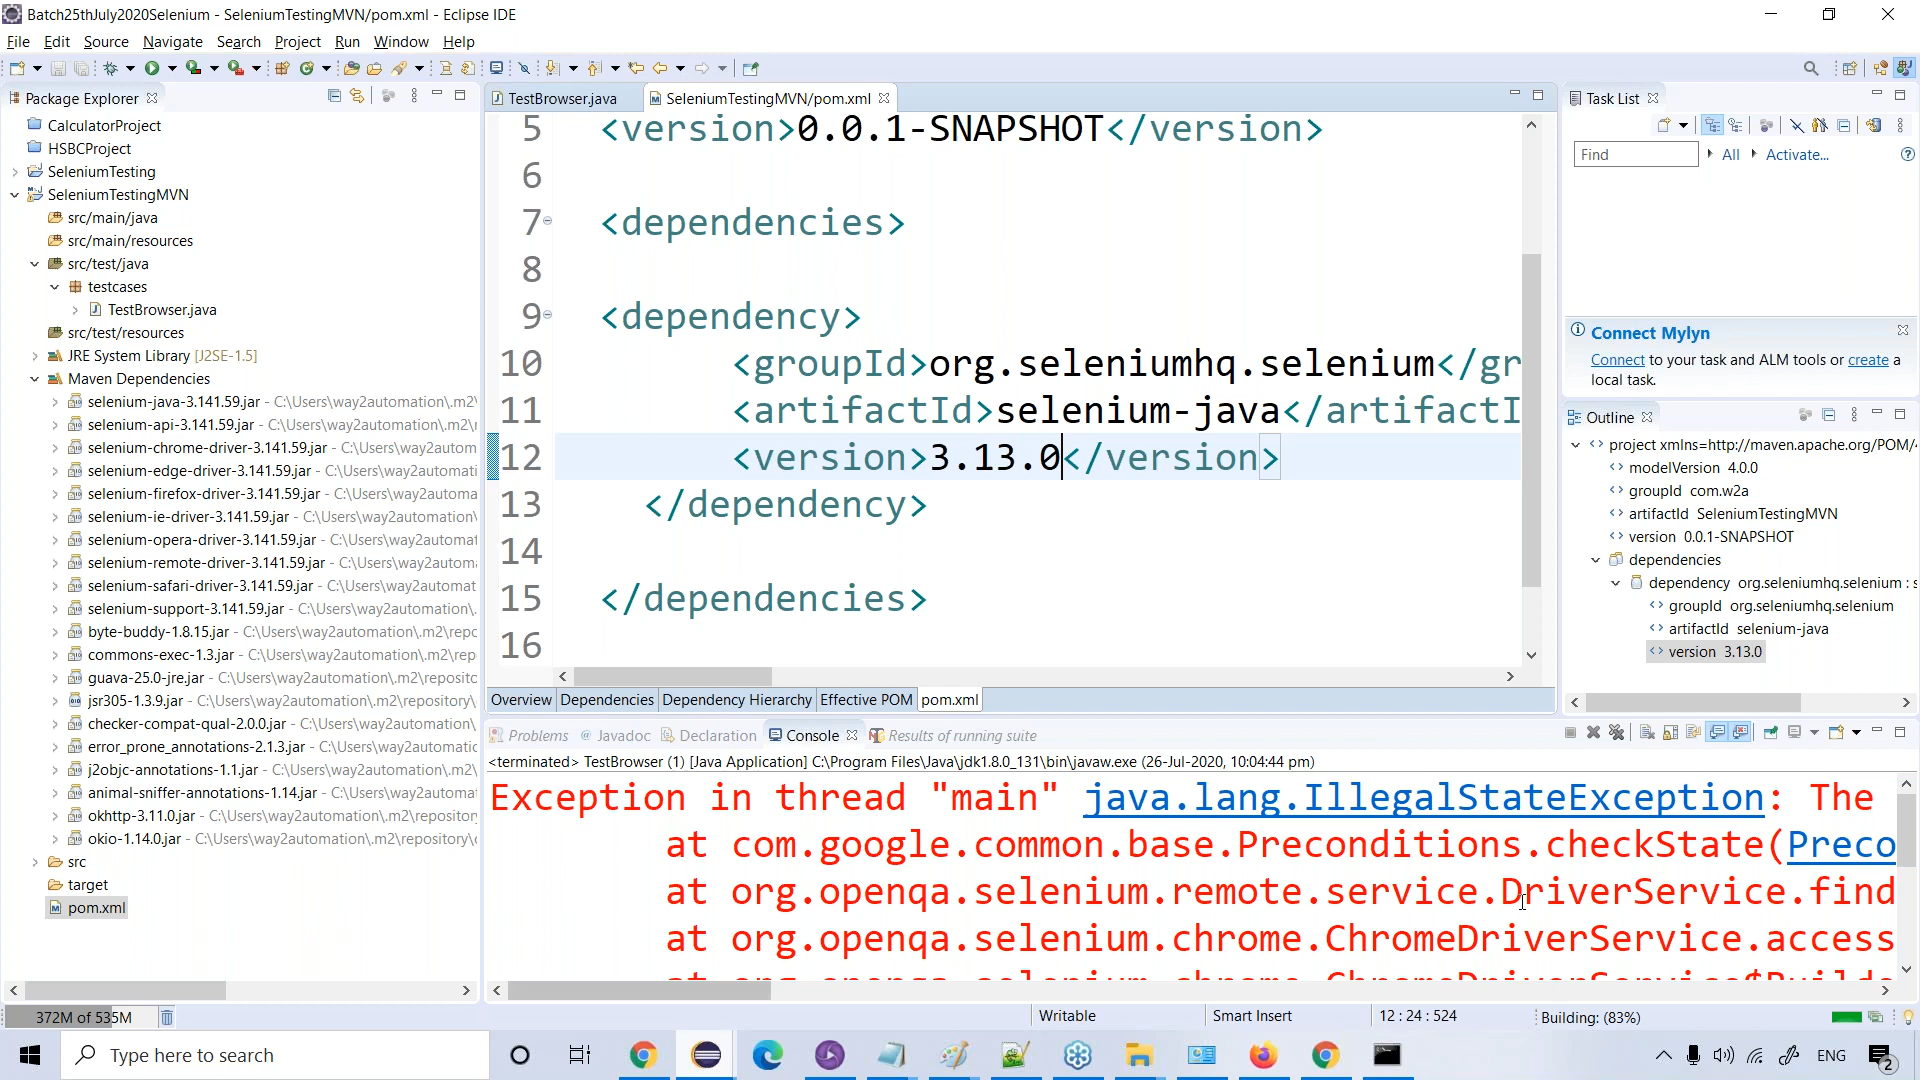 Batch25thJuly2020Selenium - SeleniumTestingMVN/pom.xml - Eclipse IDE
File Edit Source Navigate Search Project Run Window Help
Package Explorer
CalculatorProject
HSBCProject
SeleniumTesting
SeleniumTestingMVN
src/main/java
src/main/resources
src/test/java
testcases
TestBrowser.java
src/test/resources
JRE System Library [J2SE-1.5]
Maven Dependencies
selenium-java-3.141.59.jar - C:\Users\way2automation\.m2\
selenium-api-3.141.59.jar - C:\Users\way2automation\.m2\r
selenium-chrome-driver-3.141.59.jar - C:\Users\way2autom
selenium-edge-driver-3.141.59.jar - C:\Users\way2automati
selenium-firefox-driver-3.141.59.jar - C:\Users\way2automa
selenium-ie-driver-3.141.59.jar - C:\Users\way2automation\
selenium-opera-driver-3.141.59.jar - C:\Users\way2automa
selenium-remote-driver-3.141.59.jar - C:\Users\way2autom
selenium-safari-driver-3.141.59.jar - C:\Users\way2automat
selenium-support-3.141.59.jar - C:\Users\way2automation\.
byte-buddy-1.8.15.jar - C:\Users\way2automation\.m2\repo
commons-exec-1.3.jar - C:\Users\way2automation\.m2\rep
guava-25.0-jre.jar - C:\Users\way2automation\.m2\reposito
jsr305-1.3.9.jar - C:\Users\way2automation\.m2\repository\
checker-compat-qual-2.0.0.jar - C:\Users\way2automation\
error_prone_annotations-2.1.3.jar - C:\Users\way2automatic
j2objc-annotations-1.1.jar - C:\Users\way2automation\.m2\
animal-sniffer-annotations-1.14.jar - C:\Users\way2automat
okhttp-3.11.0.jar - C:\Users\way2automation\.m2\repository
okio-1.14.0.jar - C:\Users\way2automation\.m2\repository\c
src
target
pom.xml
TestBrowser.java SeleniumTestingMVN/pom.xml
5 <version>0.0.1-SNAPSHOT</version>
6
7 <dependencies>
8
9 <dependency>
10 <groupId>org.seleniumhq.selenium</gr
11 <artifactId>selenium-java</artifactI
12 <version>3.13.0</version>
13 </dependency>
14
15 </dependencies>
16
Overview Dependencies Dependency Hierarchy Effective POM pom.xml
Problems @ Javadoc Declaration Console Results of running suite
<terminated> TestBrowser (1) [Java Application] C:\Program Files\Java\jdk1.8.0_131\bin\javaw.exe (26-Jul-2020, 10:04:44 pm)
Exception in thread "main" java.lang.IllegalStateException: The
at com.google.common.base.Preconditions.checkState(Preco
at org.openqa.selenium.remote.service.DriverService.find
at org.openqa.selenium.chrome.ChromeDriverService.access
at org.openqa.selenium.chrome.ChromeDriverService$Builde
Task List
Find All Activate...
Connect Mylyn
Connect to your task and ALM tools or create a
local task.
Outline
project xmlns=http://maven.apache.org/POM/4
modelVersion 4.0.0
groupId com.w2a
artifactId SeleniumTestingMVN
version 0.0.1-SNAPSHOT
dependencies
dependency org.seleniumhq.selenium : s
groupId org.seleniumhq.selenium
artifactId selenium-java
version 3.13.0
372M of 535M Writable Smart Insert 12 : 24 : 524 Building: (83%)
Type here to search ENG 2